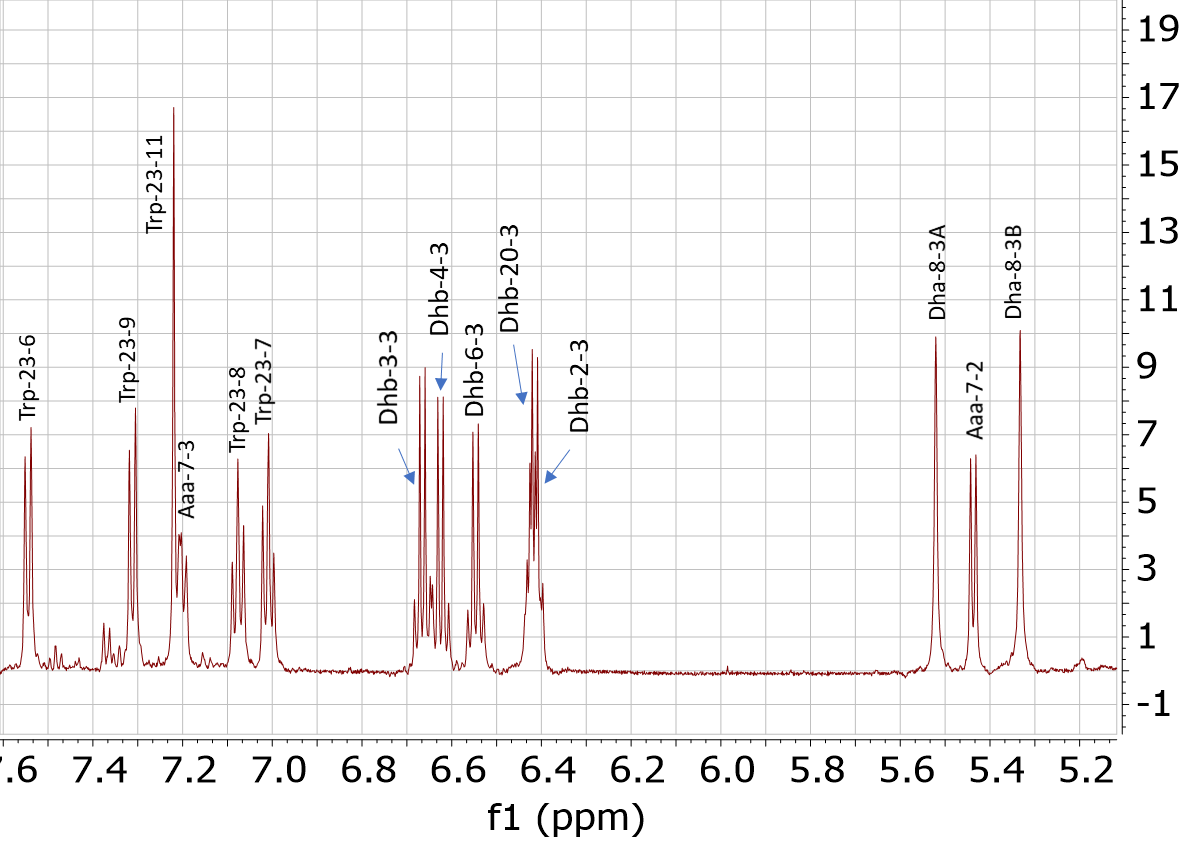 Trp-23-6
Trp-23-9
Trp-23-11
Aaa-7-3
Trp-23-8
Trp-23-7
Dhb-3-3
Dhb-4-3
Dhb-6-3
Dhb-20-3
Dhb-2-3
Dha-8-3A
Aaa-7-2
Dha-8-3B
19
17
15
13
11
9
7
5
3
1
-1
7.6 7.4 7.2 7.0 6.8 6.6 6.4 6.2 6.0 5.8 5.6 5.4 5.2
f1 (ppm)